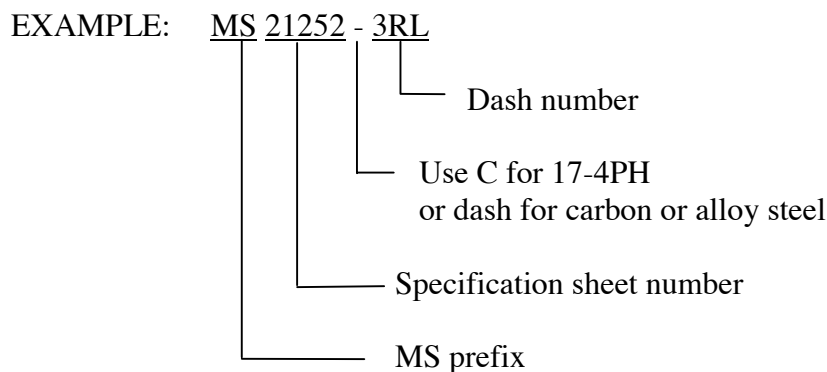 EXAMPLE: MS 21252 - 3RL
Dash number
Use C for 17-4PH
or dash for carbon or alloy steel
Specification sheet number
MS prefix